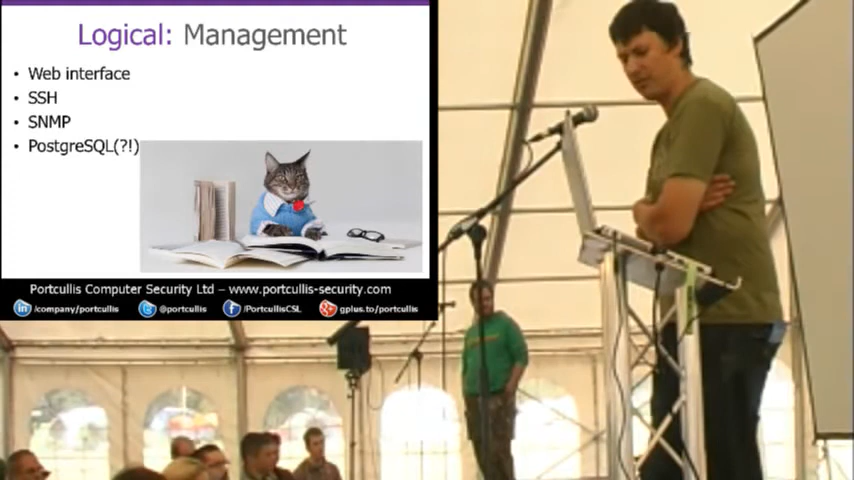 Logical: Management
• Web interface
• SSH
• SNMP
• PostgreSQL(?!)
Portcullis Computer Security Ltd – www.portcullis-security.com
in /company/portcullis @portcullis f /PortcullisCSL g+ gplus.to/portcullis